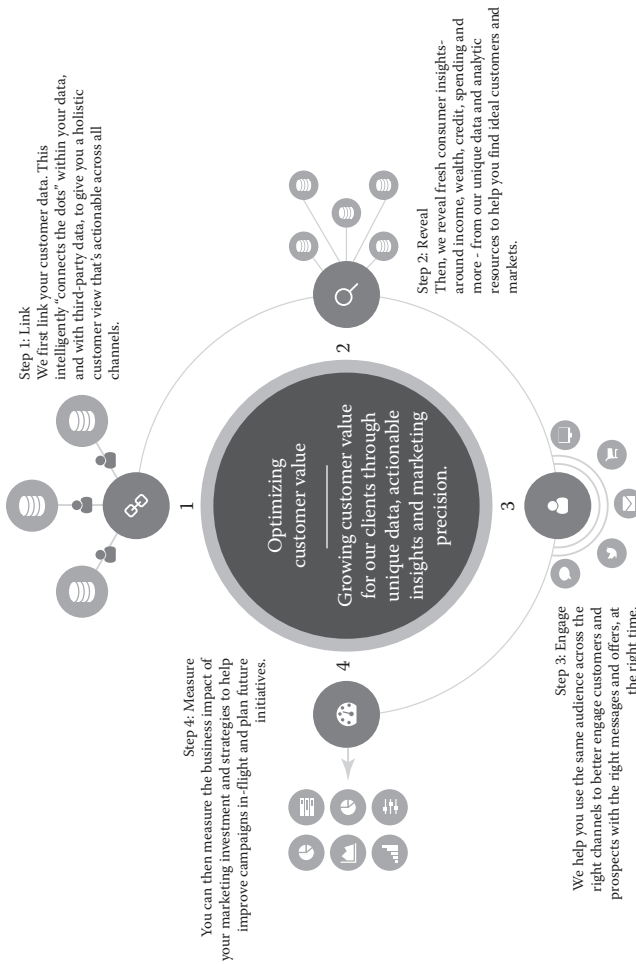 Optimizing
customer value
Growing customer value
for our clients through
unique data, actionable
insights and marketing
precision.
1
Step 1: Link
We first link your customer data. This
intelligently “connects the dots” within your data,
and with third-party data, to give you a holistic
customer view that's actionable across all
channels.
2
Step 2: Reveal
Then, we reveal fresh consumer insights-
around income, wealth, credit, spending and
more - from our unique data and analytic
resources to help you find ideal customers and
markets.
3
Step 3: Engage
We help you use the same audience across the
right channels to better engage customers and
prospects with the right messages and offers, at
the right time.
4
Step 4: Measure
You can then measure the business impact of
your marketing investment and strategies to help
improve campaigns in-flight and plan future
initiatives.